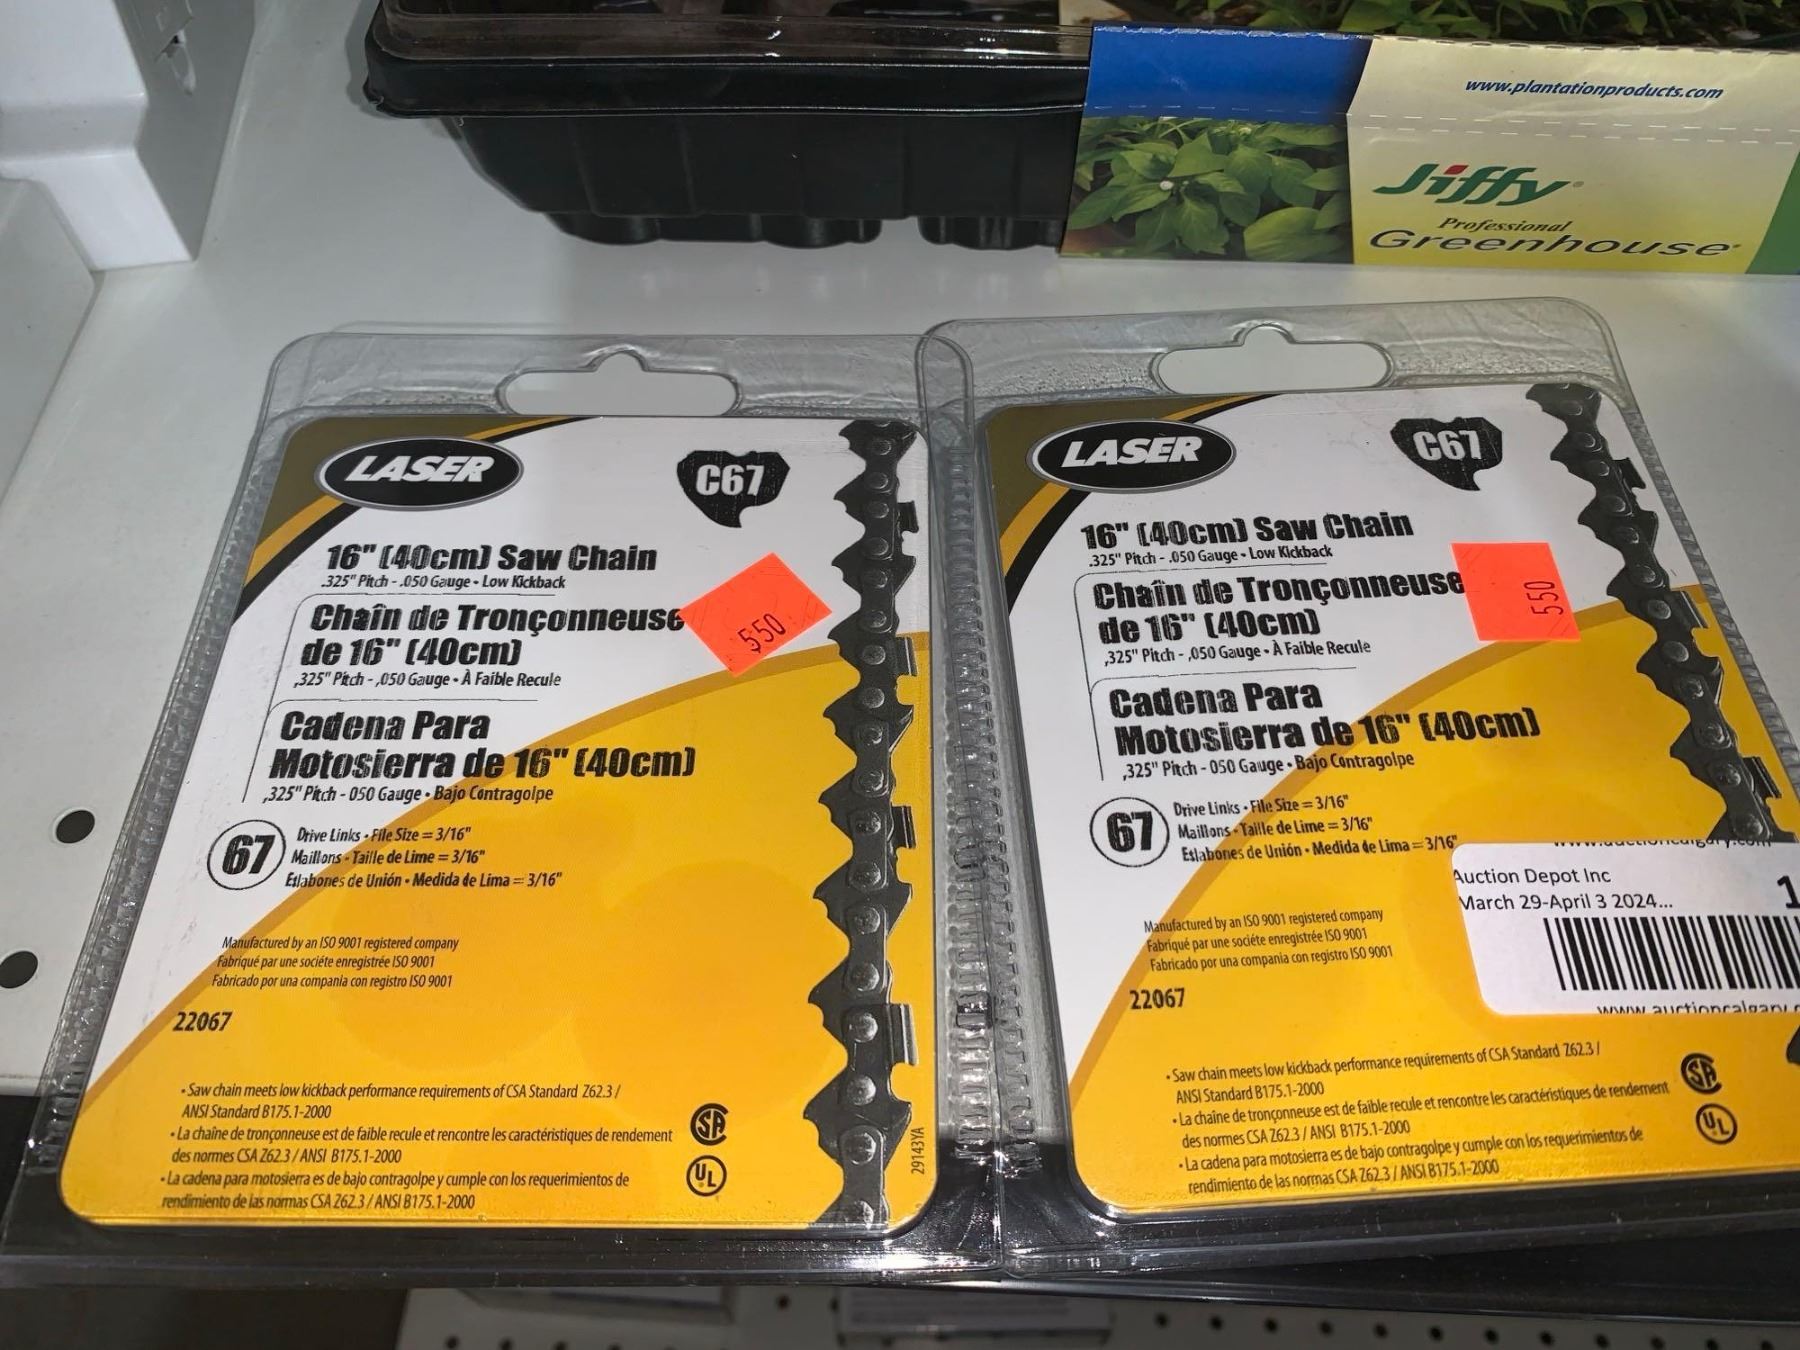 www.plantationproducts.com
Jiffy®
Professional
Greenhouse®
LASER
C67
16" (40cm) Saw Chain
.325" Pitch - .050 Gauge • Low Kickback
Chaîn de Tronçonneuse
de 16" (40cm)
,325" Pitch - ,050 Gauge • À Faible Recule
550
Cadena Para
Motosierra de 16" (40cm)
,325" Pitch - 050 Gauge • Bajo Contragolpe
67
Drive Links • File Size = 3/16"
Maillons - Taille de Lime = 3/16"
Eslabones de Unión • Medida de Lima = 3/16"
Manufactured by an ISO 9001 registered company
Fabriqué par une sociéte enregistrée ISO 9001
Fabricado por una compania con registro ISO 9001
22067
• Saw chain meets low kickback performance requirements of CSA Standard Z62.3 /
ANSI Standard B175.1-2000
• La chaîne de tronçonneuse est de faible recule et rencontre les caractéristiques de rendement
des normes CSA Z62.3 / ANSI B175.1-2000
• La cadena para motosierra es de bajo contragolpe y cumple con los requerimientos de
rendimiento de las normas CSA Z62.3 / ANSI B175.1-2000
SA
UL
29143YA
LASER
C67
16" (40cm) Saw Chain
.325" Pitch - .050 Gauge • Low Kickback
Chaîn de Tronçonneuse
de 16" (40cm)
,325" Pitch - ,050 Gauge • À Faible Recule
550
Cadena Para
Motosierra de 16" (40cm)
,325" Pitch - 050 Gauge • Bajo Contragolpe
67
Drive Links • File Size = 3/16"
Maillons - Taille de Lime = 3/16"
Eslabones de Unión • Medida de Lima = 3/16"
www.auctioncalgary.com
Auction Depot Inc
March 29-April 3 2024...
1
www.auctioncalgary.c
Manufactured by an ISO 9001 registered company
Fabriqué par une sociéte enregistrée ISO 9001
Fabricado por una compania con registro ISO 9001
22067
• Saw chain meets low kickback performance requirements of CSA Standard Z62.3 /
ANSI Standard B175.1-2000
• La chaîne de tronçonneuse est de faible recule et rencontre les caractéristiques de rendement
des normes CSA Z62.3 / ANSI B175.1-2000
• La cadena para motosierra es de bajo contragolpe y cumple con los requerimientos de
rendimiento de las normas CSA Z62.3 / ANSI B175.1-2000
SA
UL